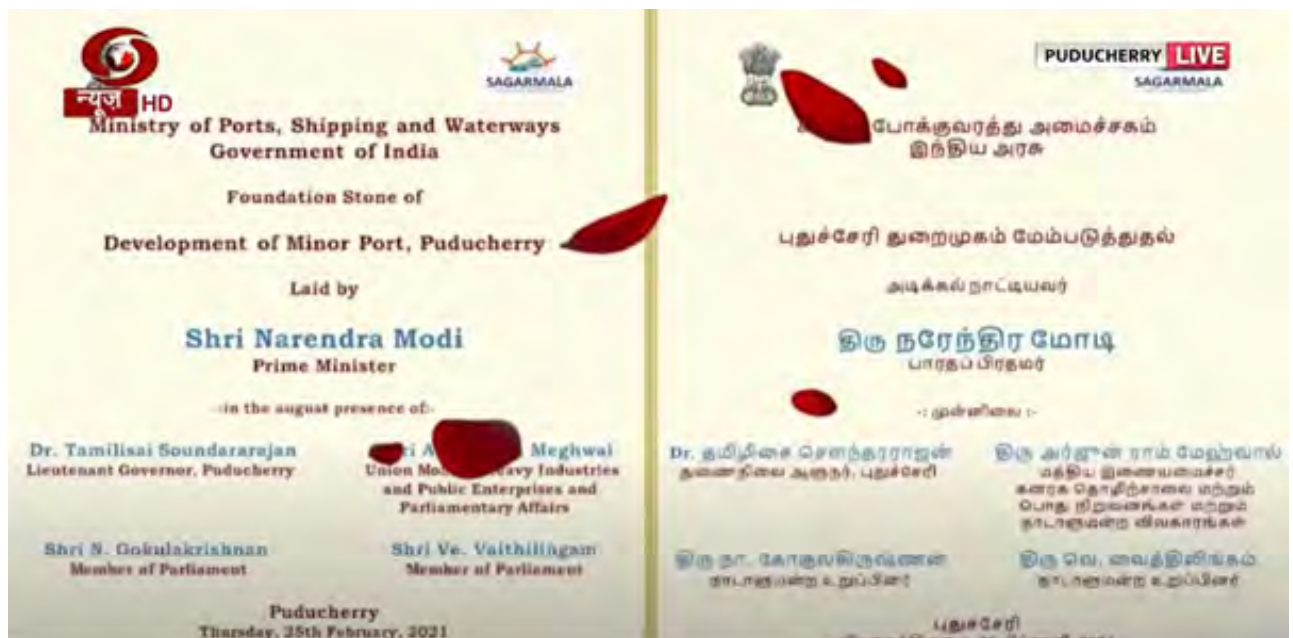 न्यूज़ HD
SAGARMALA
Ministry of Ports, Shipping and Waterways
Government of India
Foundation Stone of
Development of Minor Port, Puducherry
Laid by
Shri Narendra Modi
Prime Minister
-:in the august presence of:-
Dr. Tamilisai Soundararajan
Lieutenant Governor, Puducherry
Meghwal
Union Heavy Industries
and Public Enterprises and
Parliamentary Affairs
Shri N. Gokulakrishnan
Member of Parliament
Shri Ve. Vaithilingam
Member of Parliament
Puducherry
Thursday, 25th February, 2021
PUDUCHERRY LIVE
SAGARMALA
போக்குவரத்து அமைச்சகம்
இந்திய அரசு
புதுச்சேரி துறைமுகம் மேம்படுத்துதல்
அடிக்கல் நாட்டியவர்
திரு நரேந்திர மோடி
பாரதப் பிரதமர்
-: முன்னிலை :-
Dr. தமிழிசை சௌந்தரராஜன்
துணை நிலை ஆளுநர், புதுச்சேரி
திரு அர்ஜுன் ராம் மேஹ்வால்
மத்திய இணையமைச்சர்
கனரக தொழிற்சாலை மற்றும்
பொது நிறுவனங்கள் மற்றும்
நாடாளுமன்ற விவகாரங்கள்
திரு நா. கோகுலகிருஷ்ணன்
நாடாளுமன்ற உறுப்பினர்
திரு வெ. வைத்திலிங்கம்
நாடாளுமன்ற உறுப்பினர்
புதுச்சேரி